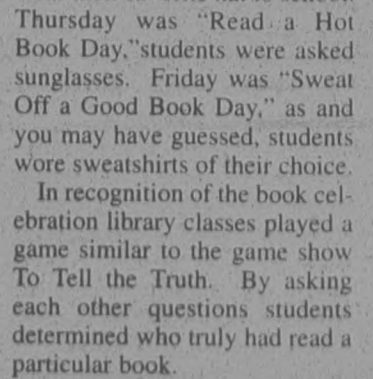 Thursday was "Read a Hot
Book Day,"students were asked
sunglasses. Friday was "Sweat
Off a Good Book Day," as and
you may have guessed, students
wore sweatshirts of their choice.
In recognition of the book cel-
ebration library classes played a
game similar to the game show
To Tell the Truth. By asking
each other questions students
determined who truly had read a
particular book.